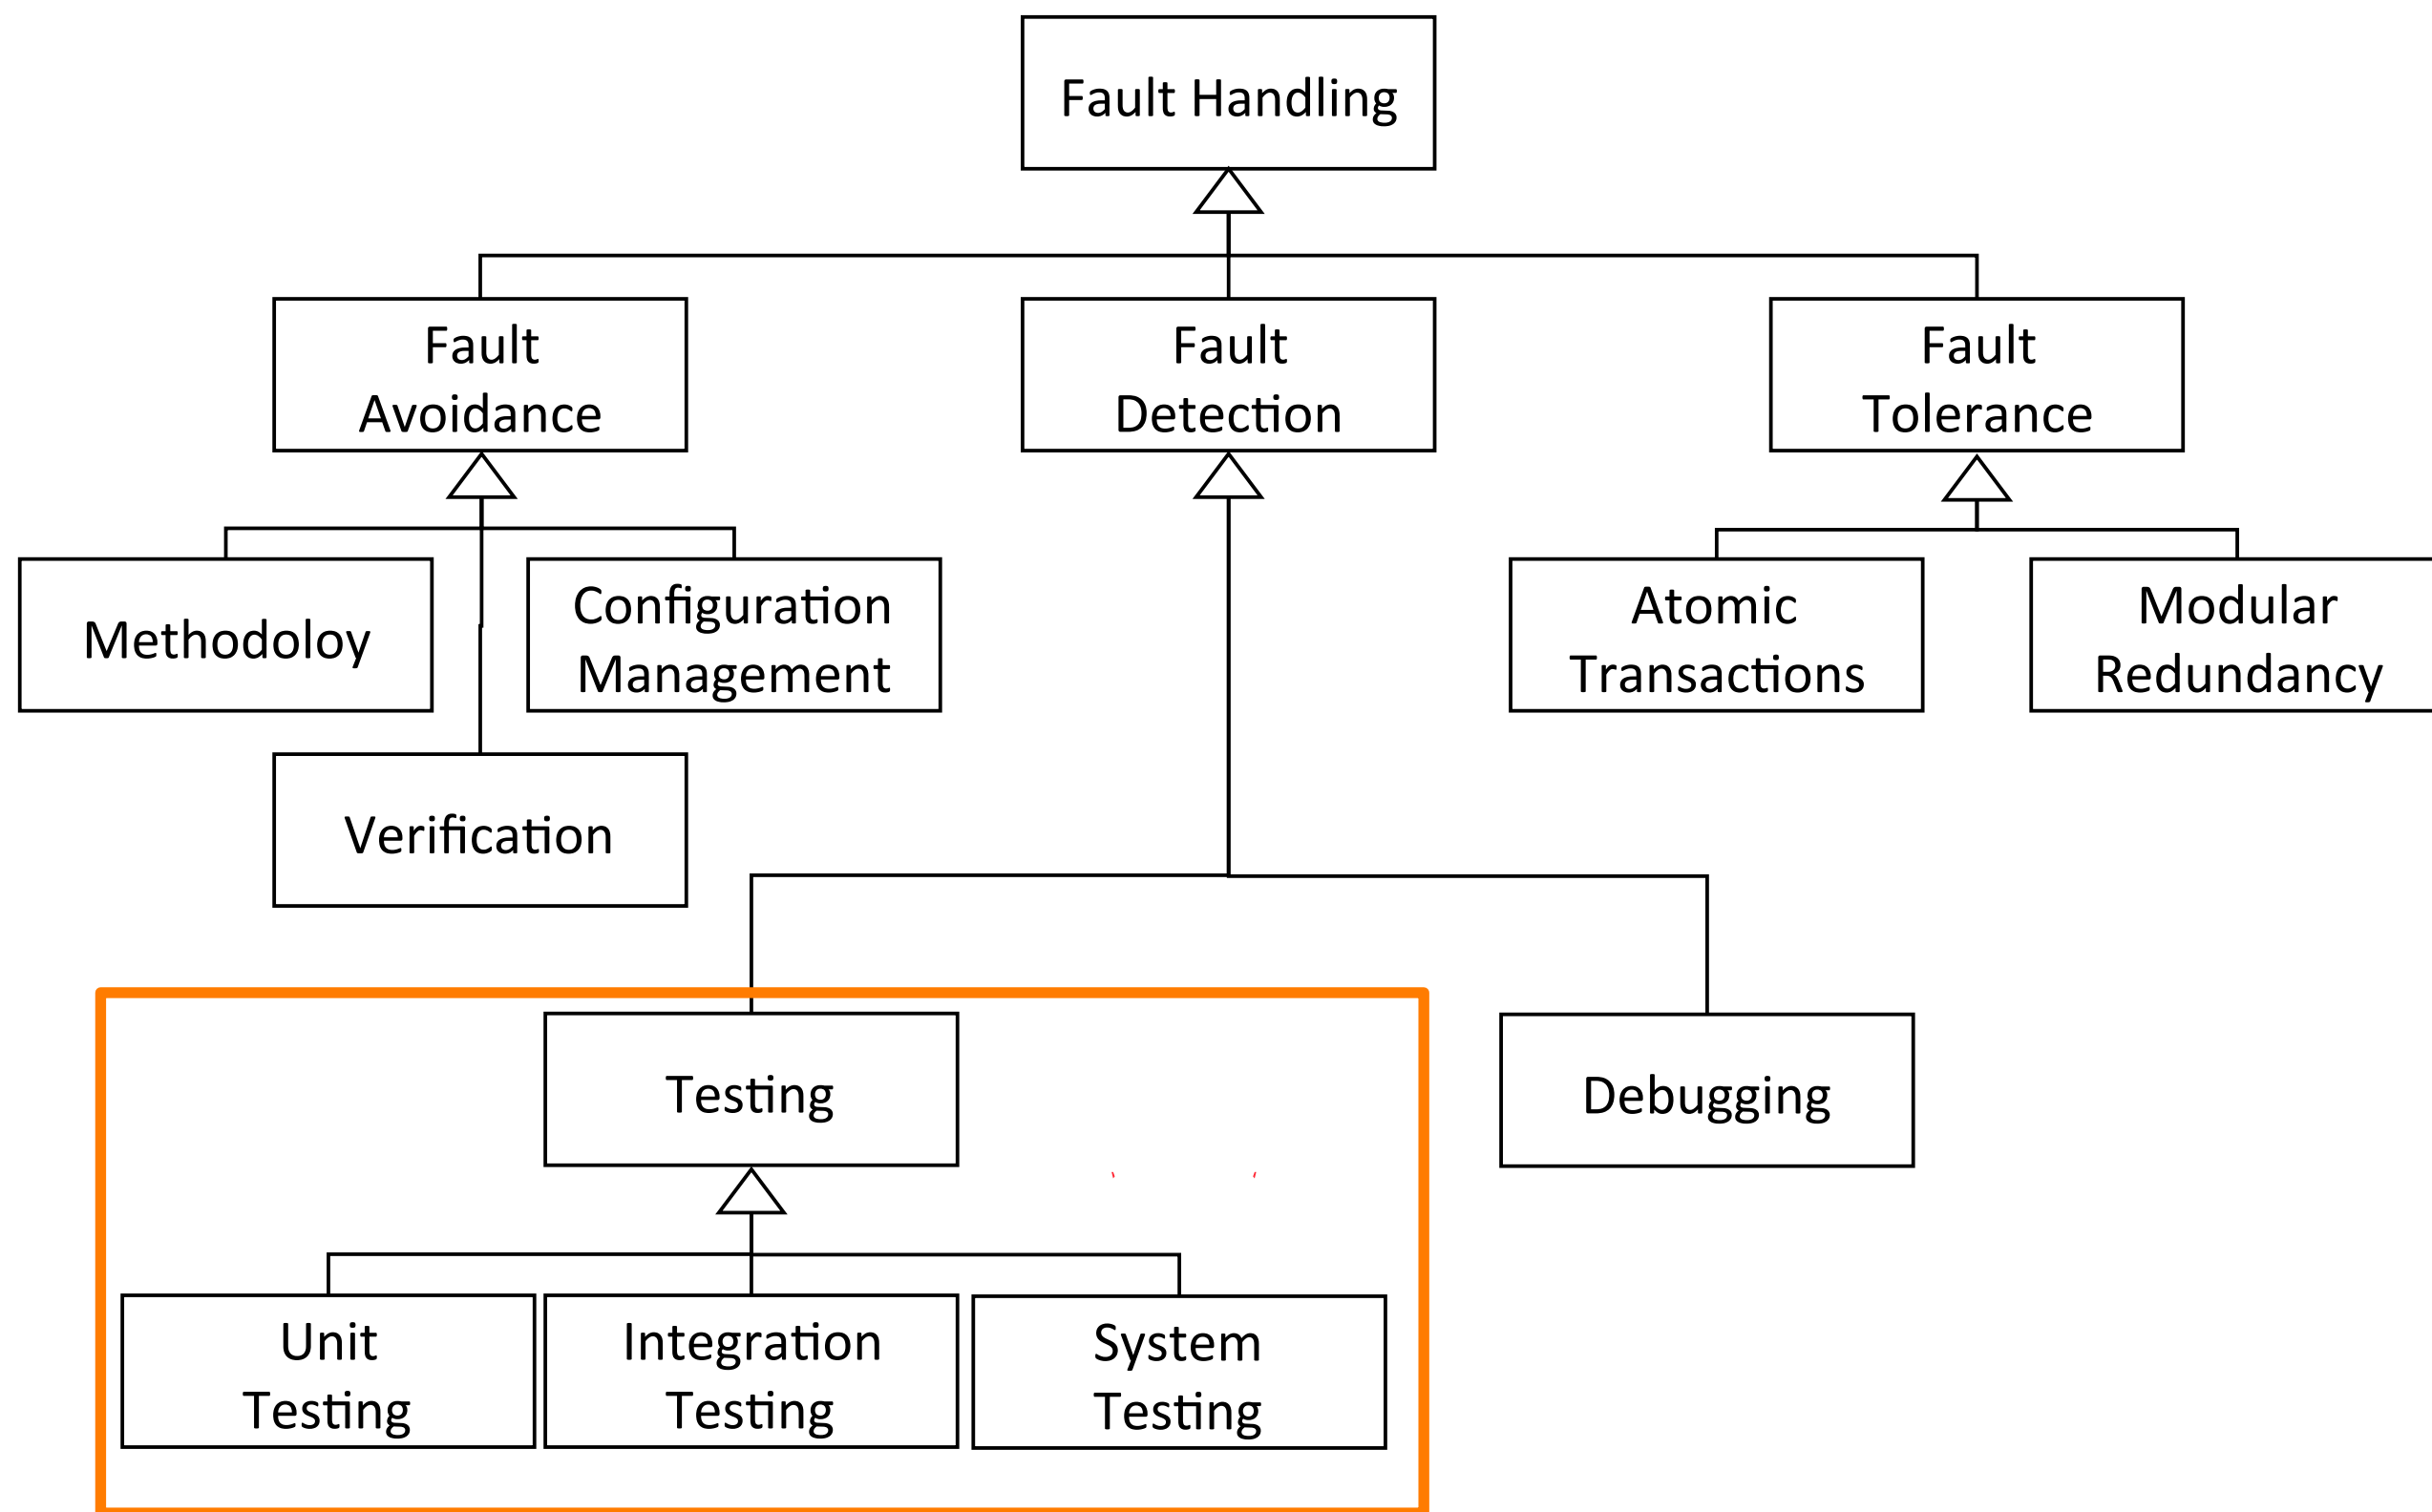 Fault Handling
Fault
Avoidance
Fault
Detection
Fault
Tolerance
Methodoloy
Configuration
Management
Atomic
Transactions
Modular
Redundancy
Verification
Testing
Debugging
Unit
Testing
Integration
Testing
System
Testing